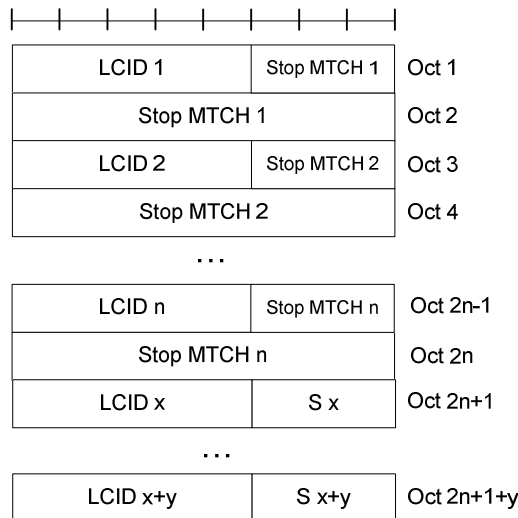 LCID 1 Stop MTCH 1 Oct 1
Stop MTCH 1 Oct 2
LCID 2 Stop MTCH 2 Oct 3
Stop MTCH 2 Oct 4
...
LCID n Stop MTCH n Oct 2n-1
Stop MTCH n Oct 2n
LCID x S x Oct 2n+1
...
LCID x+y S x+y Oct 2n+1+y